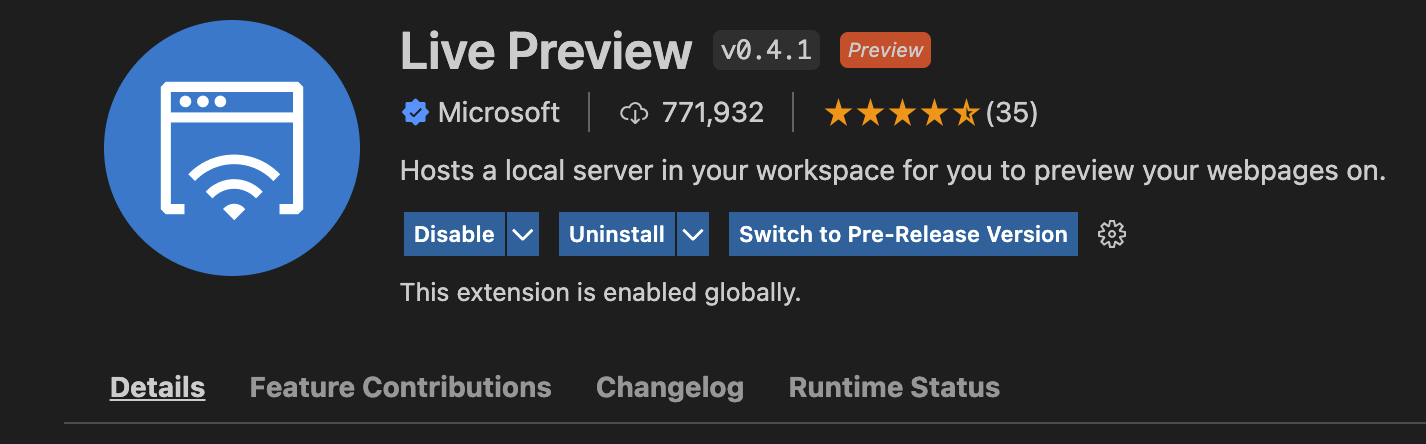 Live Preview v0.4.1 Preview
Microsoft 771,932 (35)
Hosts a local server in your workspace for you to preview your webpages on.
Disable Uninstall Switch to Pre-Release Version
This extension is enabled globally.
Details Feature Contributions Changelog Runtime Status